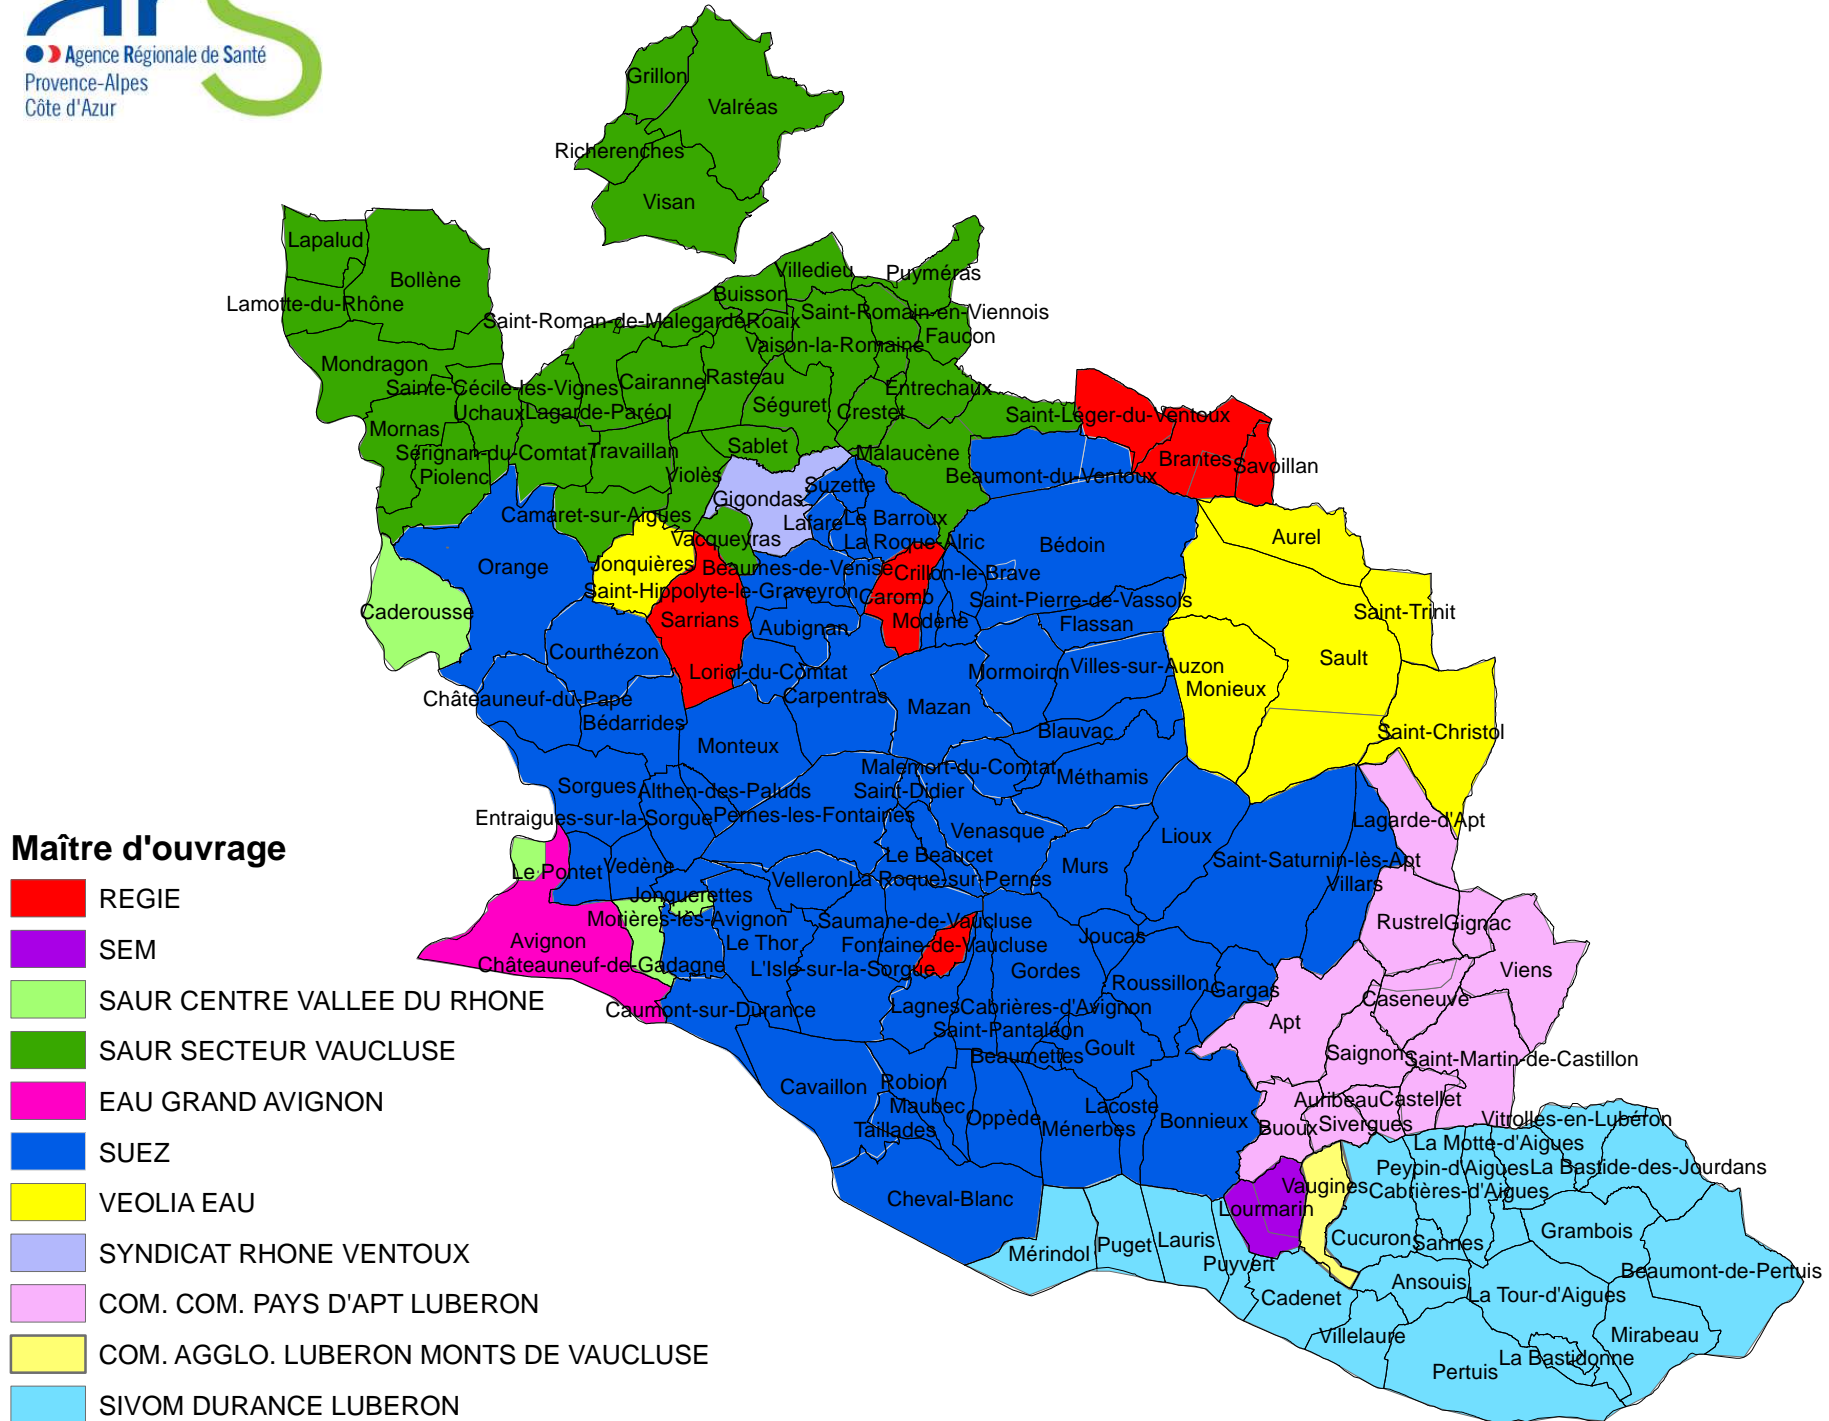 Agence Régionale de Santé
Provence-Alpes
Côte d'Azur
Grillon
Valréas
Richerenches
Visan
Lapalud
Bollène
Lamotte-du-Rhône
Villedieu
Puyméras
Buisson
Saint-Roman-de-Malegarde
Roaix
Saint-Romain-en-Viennois
Faucon
Vaison-la-Romaine
Mondragon
Sainte-Cécile-les-Vignes
Cairanne
Rasteau
Entrechaux
Uchaux
Lagarde-Paréol
Séguret
Crestet
Saint-Léger-du-Ventoux
Mornas
Sérignan-du-Comtat
Travaillan
Sablet
Malaucène
Brantes
Savoillan
Piolenc
Violès
Beaumont-du-Ventoux
Gigondas
Suzette
Camaret-sur-Aigues
Lafare
Le Barroux
Vacqueyras
La Roque-Alric
Bédoin
Aurel
Orange
Jonquières
Beaumes-de-Venise
Crillon-le-Brave
Saint-Hippolyte-le-Graveyron
Caromb
Saint-Pierre-de-Vassols
Caderousse
Sarrians
Aubignan
Modène
Flassan
Saint-Trinit
Courthézon
Loriol-du-Comtat
Mormoiron
Villes-sur-Auzon
Sault
Châteauneuf-du-Pape
Carpentras
Mazan
Monieux
Bédarrides
Monteux
Blauvac
Saint-Christol
Sorgues
Althen-des-Paluds
Malemort-du-Comtat
Méthamis
Saint-Didier
Entraigues-sur-la-Sorgue
Pernes-les-Fontaines
Venasque
Lioux
Lagarde-d'Apt
Le Beaucet
Murs
Saint-Saturnin-lès-Apt
Le Pontet
Vedène
Velleron
La Roque-sur-Pernes
Villars
Jonquerettes
Morières-lès-Avignon
Saumane-de-Vaucluse
Rustrel
Gignac
Avignon
Le Thor
Fontaine-de-Vaucluse
Joucas
Châteauneuf-de-Gadagne
L'Isle-sur-la-Sorgue
Gordes
Viens
Roussillon
Gargas
Caseneuve
Caumont-sur-Durance
Lagnes
Cabrières-d'Avignon
Apt
Saint-Pantaléon
Beaumettes
Goult
Saignon
Saint-Martin-de-Castillon
Cavaillon
Robion
Maubec
Oppède
Lacoste
Auribeau
Castellet
Taillades
Ménerbes
Bonnieux
Buoux
Sivergues
Vitrolles-en-Lubéron
La Motte-d'Aigues
Peypin-d'Aigues
La Bastide-des-Jourdans
Cheval-Blanc
Vaugines
Cabrières-d'Aigues
Lourmarin
Mérindol
Puget
Lauris
Cucuron
Sannes
Grambois
Puyvert
Ansouis
Beaumont-de-Pertuis
Cadenet
La Tour-d'Aigues
Villelaure
Mirabeau
La Bastidonne
Pertuis
Maître d'ouvrage
REGIE
SEM
SAUR CENTRE VALLEE DU RHONE
SAUR SECTEUR VAUCLUSE
EAU GRAND AVIGNON
SUEZ
VEOLIA EAU
SYNDICAT RHONE VENTOUX
COM. COM. PAYS D'APT LUBERON
COM. AGGLO. LUBERON MONTS DE VAUCLUSE
SIVOM DURANCE LUBERON